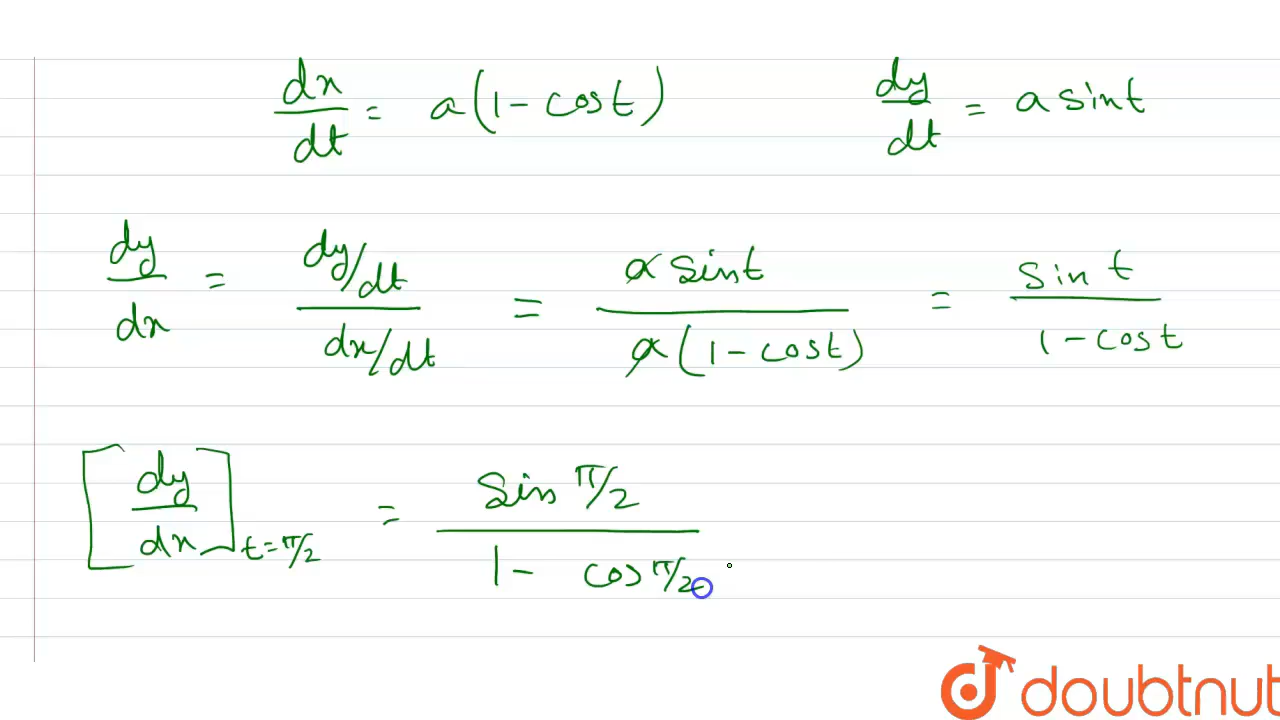 dx/dt = a(1 - cost) dy/dt = a sint
dy/dx = (dy/dt)/(dx/dt) = (a sint)/(a(1 - cost)) = (sin t)/(1 - cos t)
[dy/dx] t = π/2 = (sin π/2)/(1 - cos π/2)
doubtnut